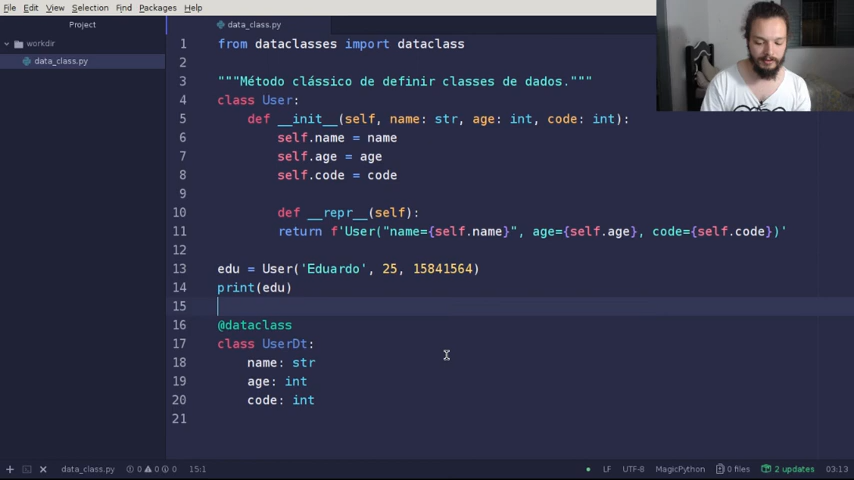 File Edit View Selection Find Packages Help
Project
data_class.py
workdir
data_class.py
1 from dataclasses import dataclass
2
3 """Método clássico de definir classes de dados."""
4 class User:
5 def __init__(self, name: str, age: int, code: int):
6 self.name = name
7 self.age = age
8 self.code = code
9
10 def __repr__(self):
11 return f'User("name={self.name}", age={self.age}, code={self.code})'
12
13 edu = User('Eduardo', 25, 15841564)
14 print(edu)
15
16 @dataclass
17 class UserDt:
18 name: str
19 age: int
20 code: int
21
data_class.py 0 0 0 15:1 LF UTF-8 MagicPython 0 files 2 updates 03:13